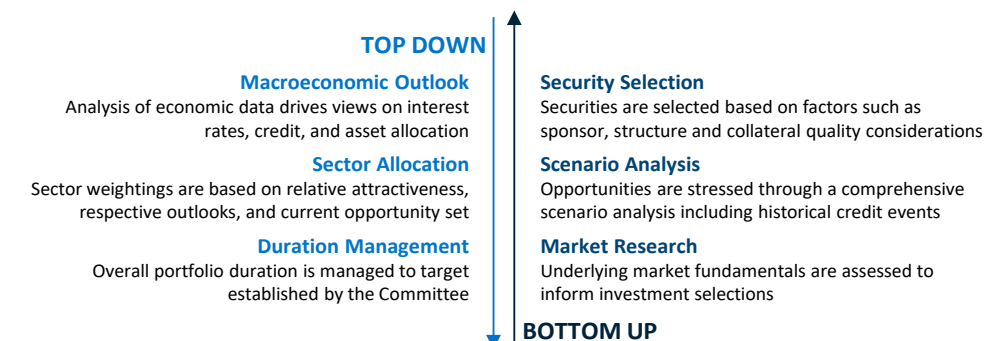 TOP DOWN
Macroeconomic Outlook
Analysis of economic data drives views on interest
rates, credit, and asset allocation
Sector Allocation
Sector weightings are based on relative attractiveness,
respective outlooks, and current opportunity set
Duration Management
Overall portfolio duration is managed to target
established by the Committee
Security Selection
Securities are selected based on factors such as
sponsor, structure and collateral quality considerations
Scenario Analysis
Opportunities are stressed through a comprehensive
scenario analysis including historical credit events
Market Research
Underlying market fundamentals are assessed to
inform investment selections
BOTTOM UP